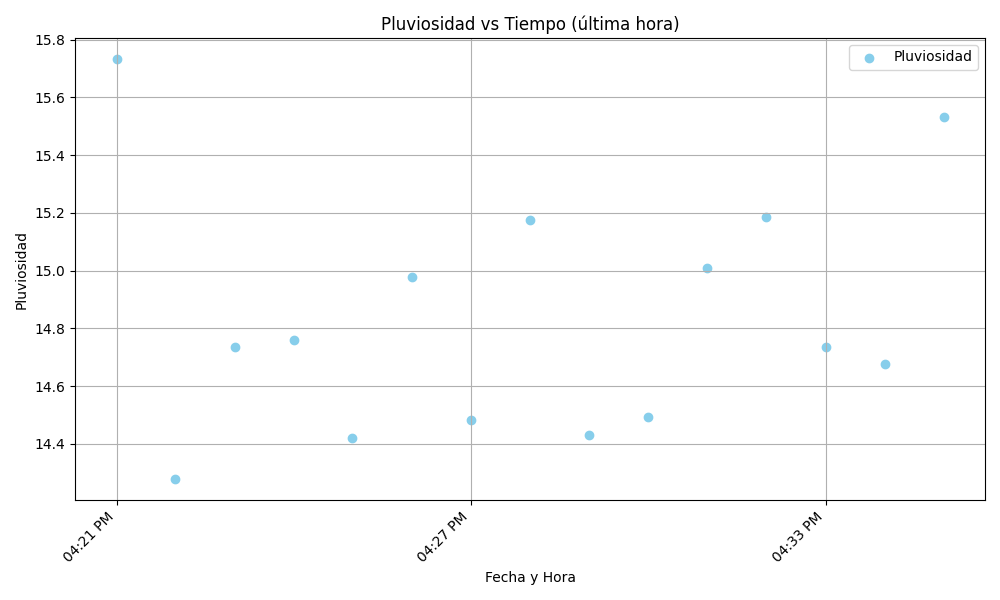 Pluviosidad vs Tiempo (última hora)
15.8
15.6
15.4
15.2
15.0
14.8
14.6
14.4
Pluviosidad
Pluviosidad
04:21 PM
04:27 PM
04:33 PM
Fecha y Hora